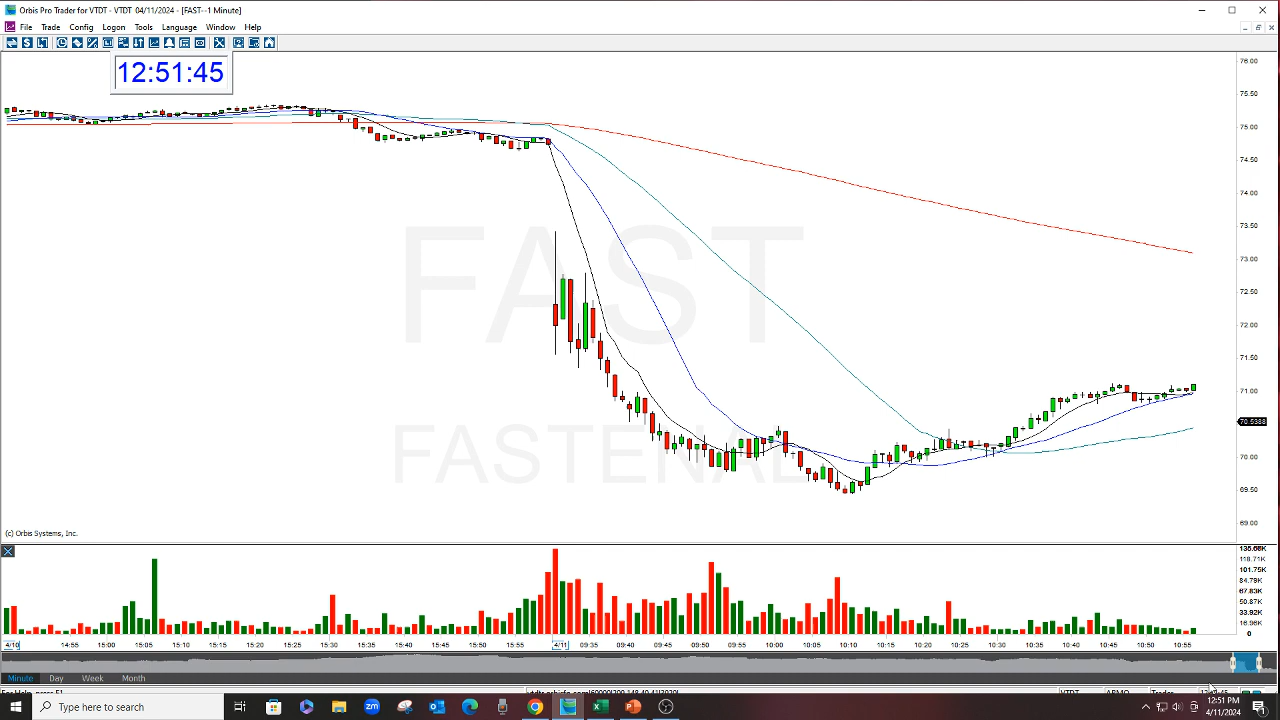 Orbis Pro Trader for VTDT - VTDT 04/11/2024 - [FAST--1 Minute]
File Trade Config Logon Tools Language Window Help
12:51:45
76.00
75.50
75.00
74.50
74.00
73.50
73.00
72.50
72.00
71.50
71.00
70.5388
70.00
69.50
69.00
FAST
FASTENAL
(c) Orbis Systems, Inc.
118.71K
101.75K
84.79K
67.83K
50.87K
33.92K
16.96K
0
4/10 14:55 15:00 15:05 15:10 15:15 15:20 15:25 15:30 15:35 15:40 15:45 15:50 15:55 4/11 09:35 09:40 09:45 09:50 09:55 10:00 10:05 10:10 10:15 10:20 10:25 10:30 10:35 10:40 10:45 10:50 10:55
Minute Day Week Month
For Help, press F1
VTDT ARMQ Trader
Type here to search
12:51 PM
4/11/2024